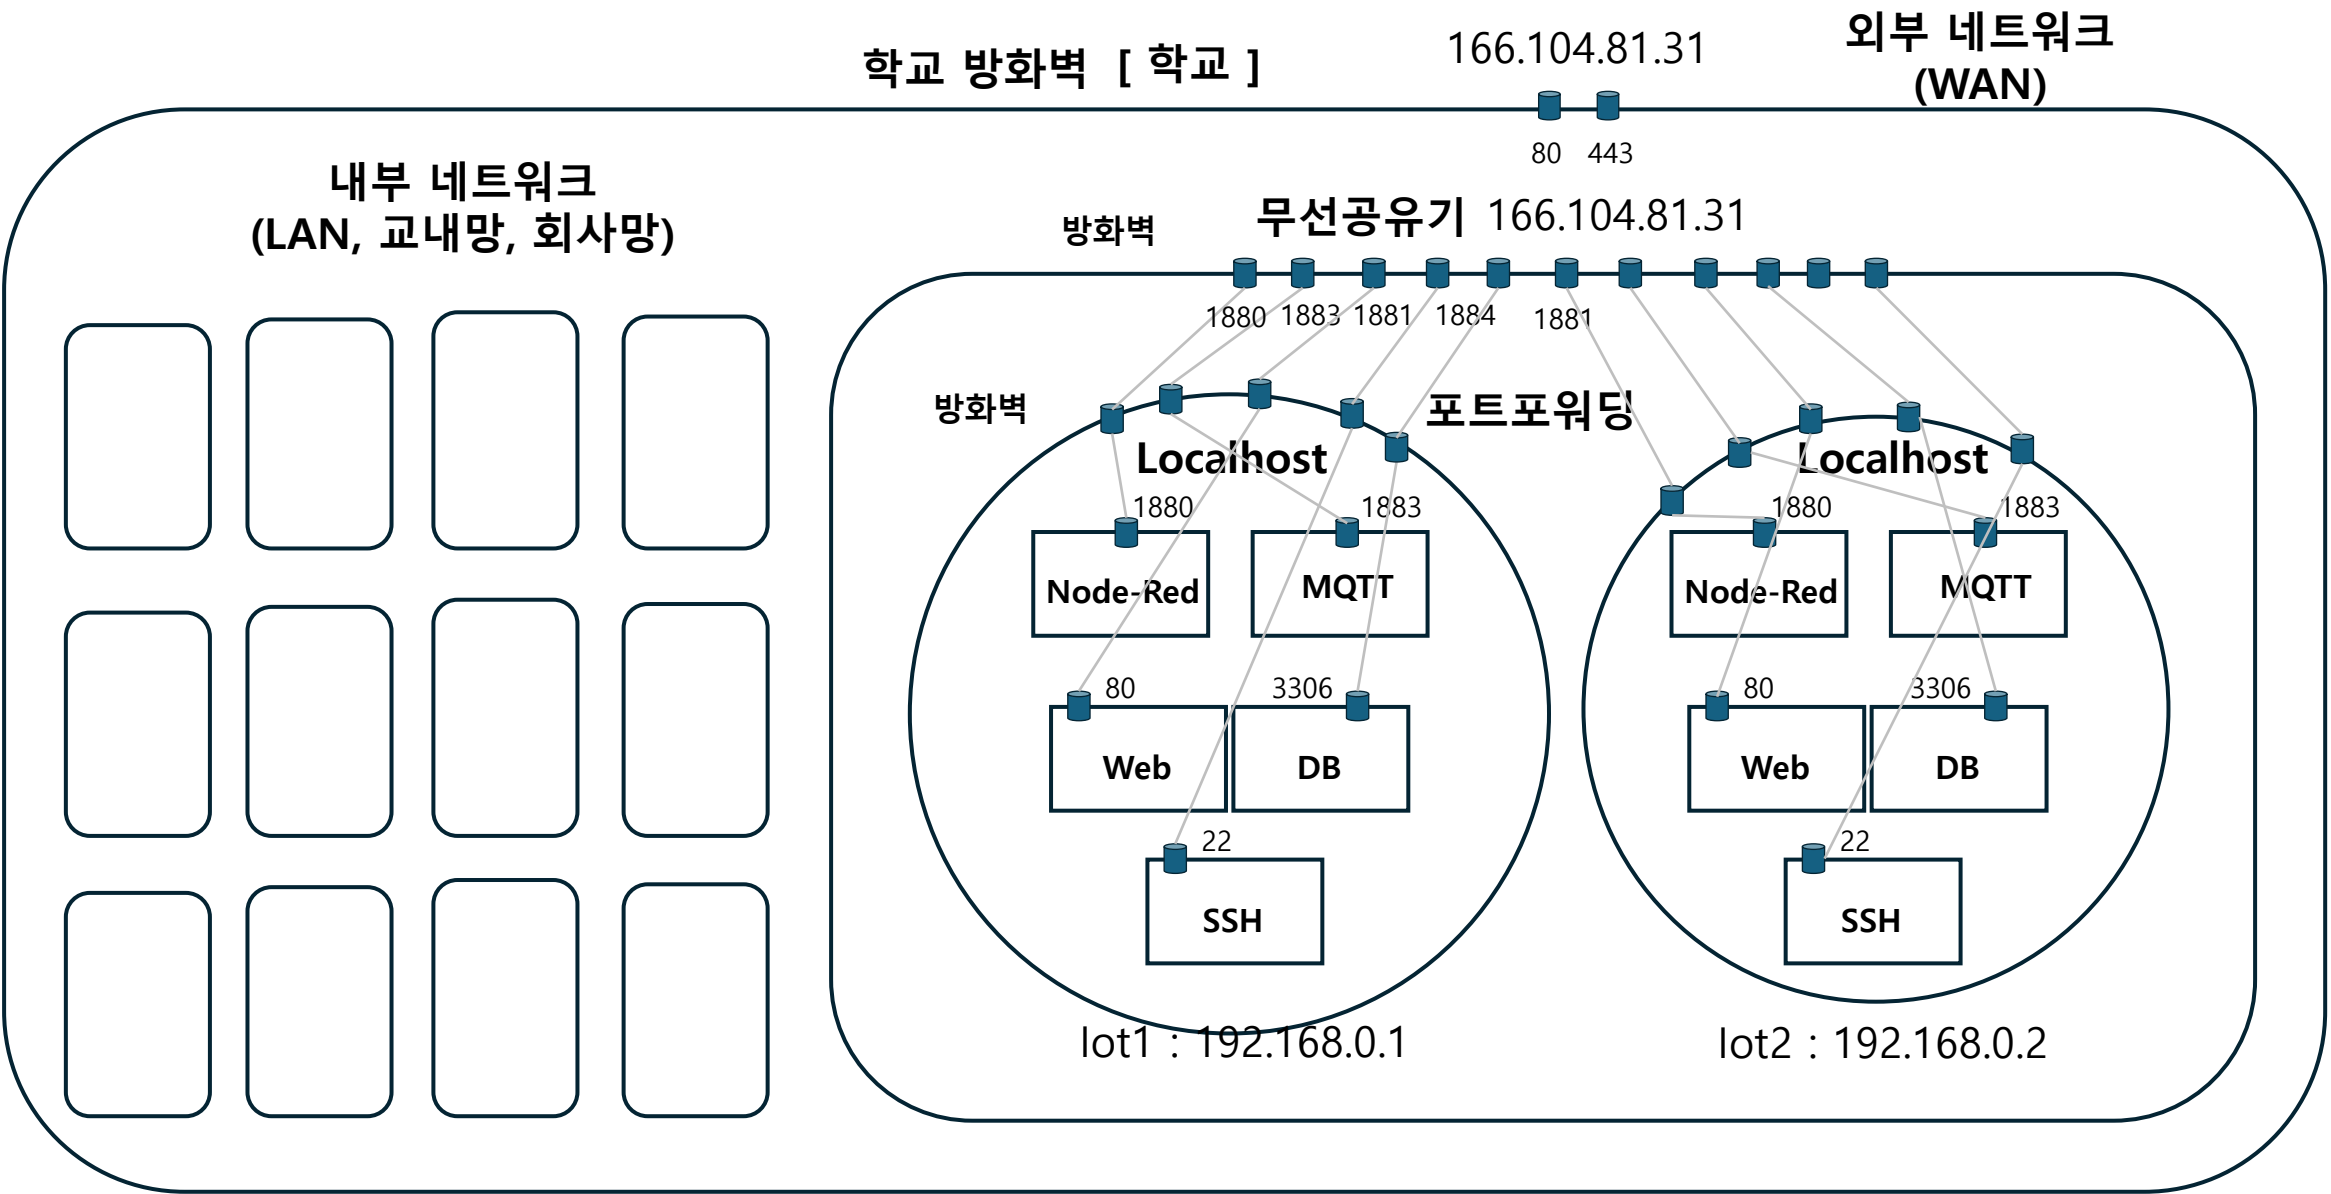 학교 방화벽 [ 학교 ]
166.104.81.31
외부 네트워크
(WAN)
80
443
내부 네트워크
(LAN, 교내망, 회사망)
방화벽
무선공유기 166.104.81.31
1880
1883
1881
1884
1881
방화벽
포트포워딩
Localhost
1880
1883
Node-Red
MQTT
80
3306
Web
DB
22
SSH
Iot1 : 192.168.0.1
Localhost
1880
1883
Node-Red
MQTT
80
3306
Web
DB
22
SSH
Iot2 : 192.168.0.2